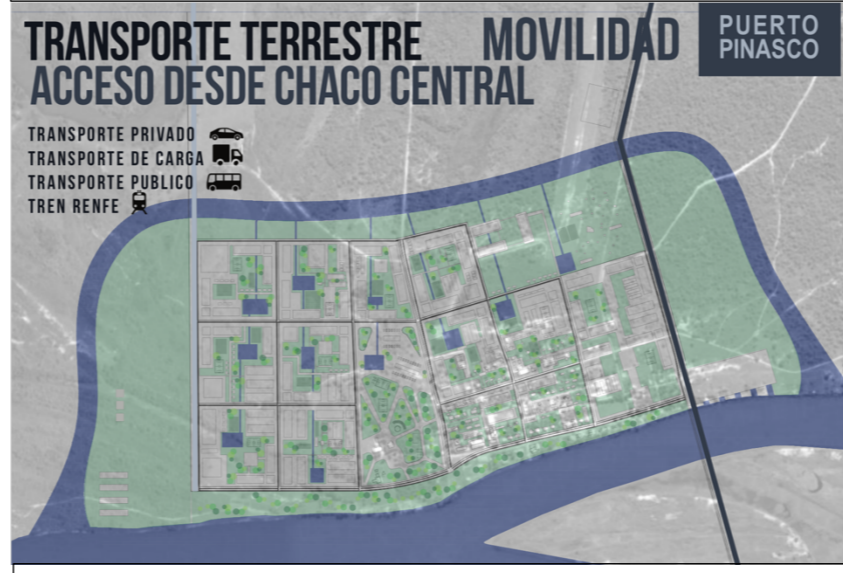 TRANSPORTE TERRESTRE MOVILIDAD
ACCESO DESDE CHACO CENTRAL
PUERTO
PINASCO
TRANSPORTE PRIVADO
TRANSPORTE DE CARGA
TRANSPORTE PUBLICO
TREN RENFE